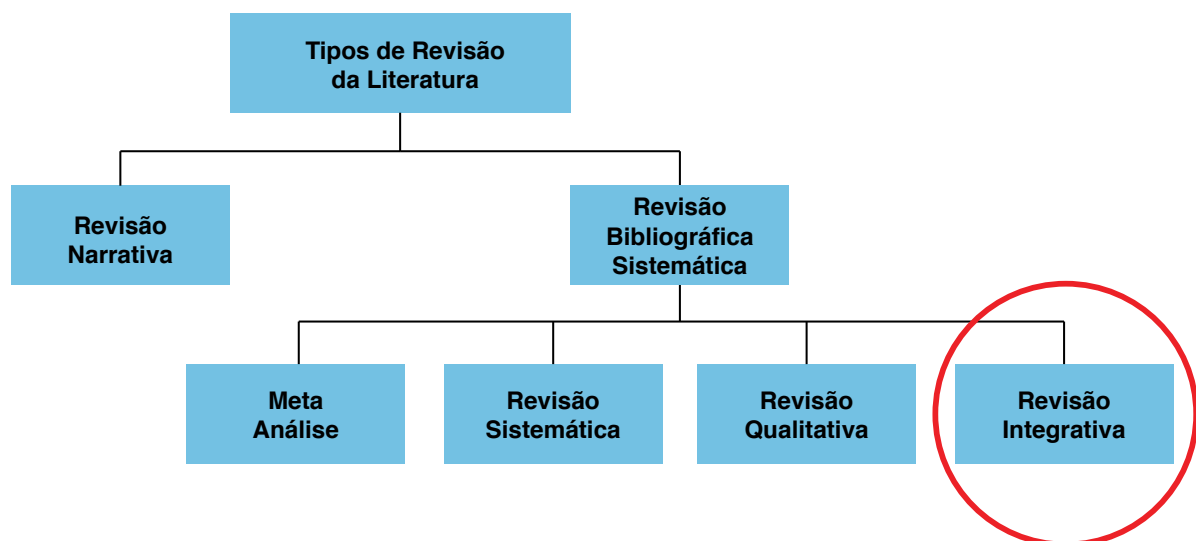 Tipos de Revisão
da Literatura
Revisão
Narrativa
Revisão
Bibliográfica
Sistemática
Meta
Análise
Revisão
Sistemática
Revisão
Qualitativa
Revisão
Integrativa